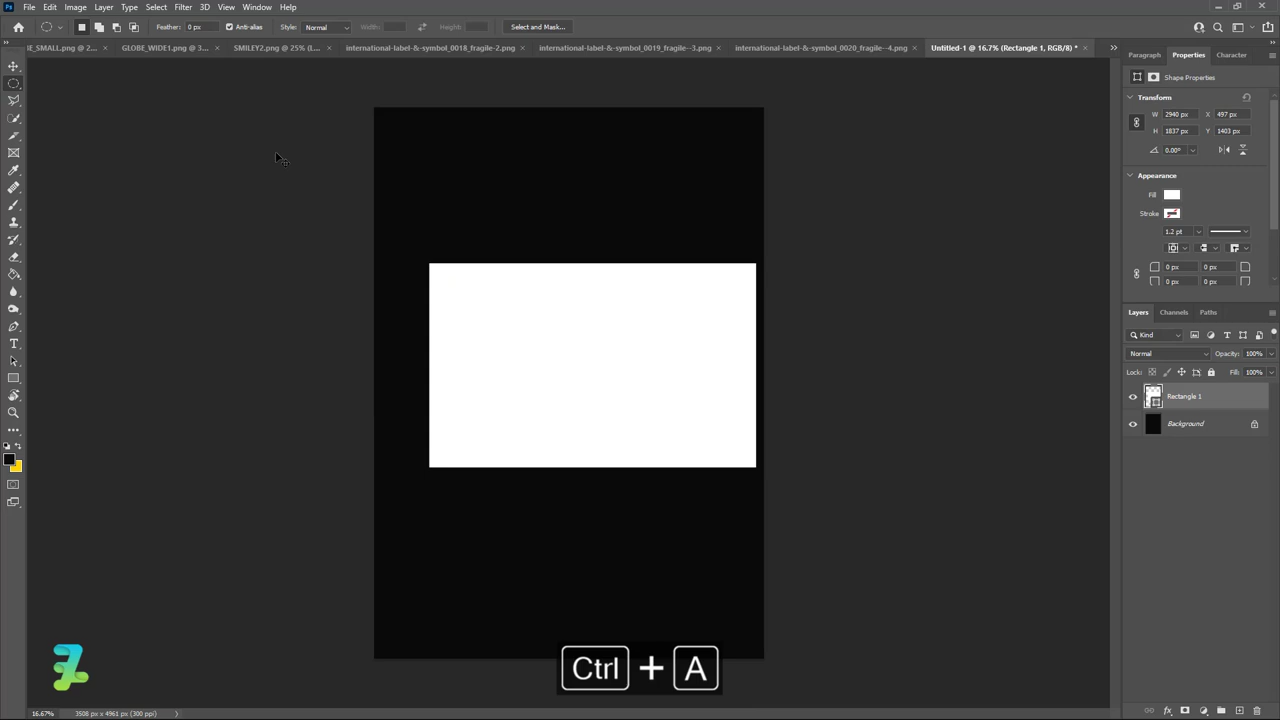 Ps File Edit Image Layer Type Select Filter 3D View Window Help
Feather: 0 px Anti-alias Style: Normal Width: Height: Select and Mask...
E_SMALL.png @ 2... × GLOBE_WIDE1.png @ 3... × SMILEY2.png @ 25% (L... × international-label-&-symbol_0018_fragile-2.png × international-label-&-symbol_0019_fragile--3.png × international-label-&-symbol_0020_fragile--4.png × Untitled-1 @ 16.7% (Rectangle 1, RGB/8) * ×
Paragraph Properties Character
Shape Properties
Transform
W 2940 px X 497 px
H 1837 px Y 1403 px
0.00°
Appearance
Fill
Stroke
1.2 pt
0 px 0 px
0 px 0 px
Layers Channels Paths
Kind
Normal Opacity: 100%
Lock: Fill: 100%
Rectangle 1
Background
Ctrl + A
16.67% 3508 px x 4961 px (300 ppi)